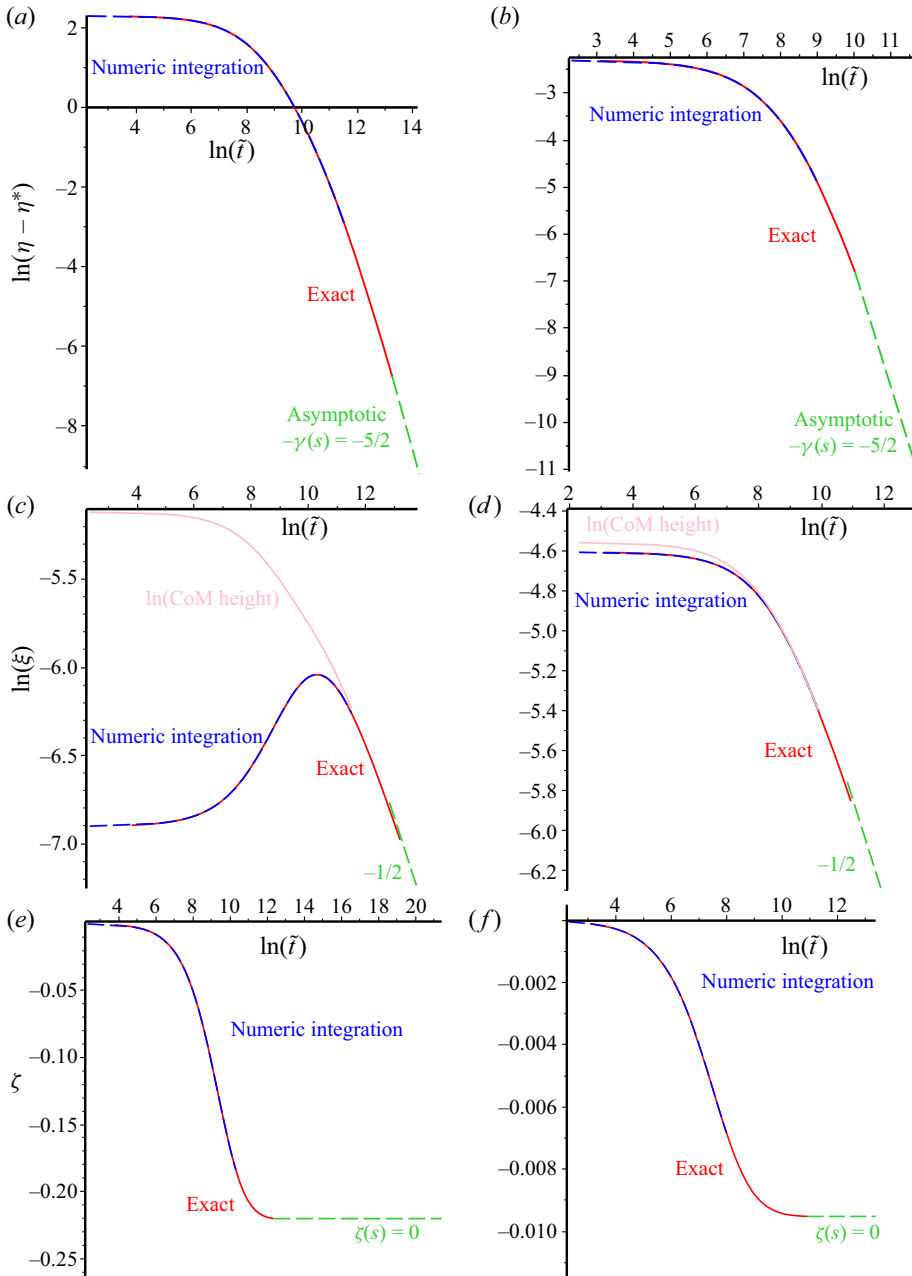 (a)
2
Numeric integration
0
4 6 8 10 12 14
ln(t̃)
–2
ln(η – η*)
–4
Exact
–6
Asymptotic
–γ(s) = –5/2
–8
(b)
3 4 5 6 7 8 9 10 11
ln(t̃)
–3
Numeric integration
–4
–5
–6
Exact
–7
–8
–9
–10
Asymptotic
–γ(s) = –5/2
–11
(c)
4 6 8 10 12
ln(t̃)
–5.5
ln(CoM height)
–6.0
ln(ξ)
Numeric integration
–6.5
Exact
–7.0
–1/2
(d)
2 4 6 8 10 12
–4.4
ln(t̃)
ln(CoM height)
–4.6
Numeric integration
–4.8
–5.0
–5.2
–5.4
Exact
–5.6
–5.8
–6.0
–1/2
–6.2
(e)
4 6 8 10 12 14 16 18 20
ln(t̃)
–0.05
Numeric integration
–0.10
ζ
–0.15
–0.20
Exact
ζ(s) = 0
–0.25
(f)
4 6 8 10 12
ln(t̃)
–0.002
Numeric integration
–0.004
–0.006
–0.008
Exact
–0.010
ζ(s) = 0